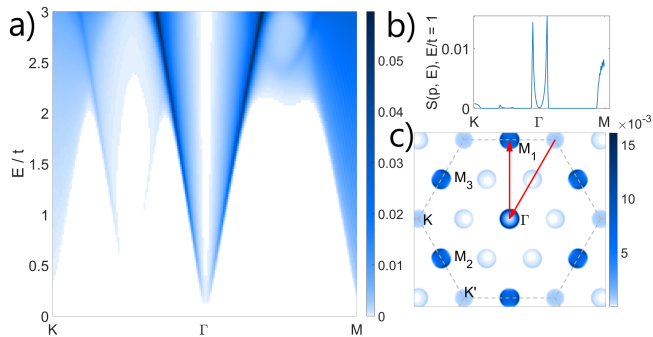 a)
3
2.5
2
1.5
1
0.5
0
E / t
K
Γ
M
0.05
0.04
0.03
0.02
0.01
0
b)
S(p, E), E/t = 1
0.01
0
K
Γ
M
c)
×10⁻³
15
10
5
M₁
M₃
K
Γ
M₂
K'